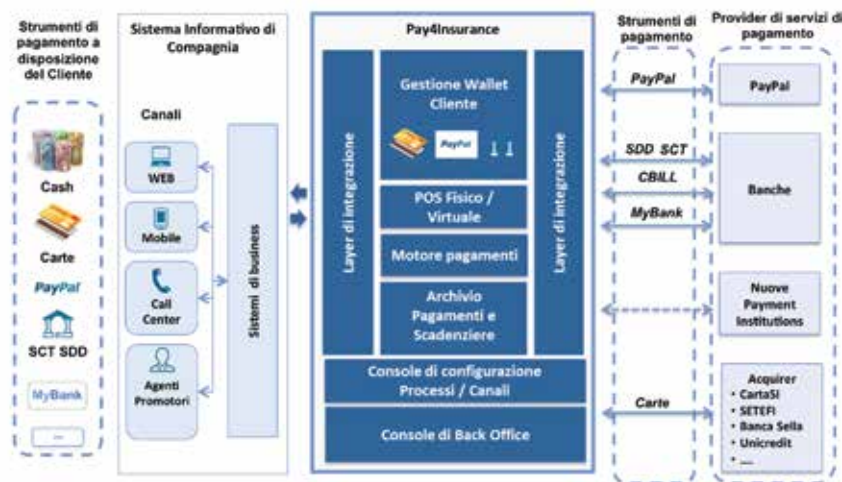 Strumenti di
pagamento a
disposizione
del Cliente
Cash
Carte
PayPal
SCT SDD
MyBank
...
Sistema Informativo di
Compagnia
Canali
WEB
Mobile
Call
Center
Agenti
Promotori
Sistemi di business
Pay4Insurance
Layer di integrazione
Gestione Wallet
Cliente
PayPal
POS Fisico /
Virtuale
Motore pagamenti
Archivio
Pagamenti e
Scadenziere
Layer di integrazione
Console di configurazione
Processi / Canali
Console di Back Office
Strumenti di
pagamento
PayPal
SDD SCT
CBILL
MyBank
Carte
Provider di servizi di
pagamento
PayPal
Banche
Nuove
Payment
Institutions
Acquirer
• CartaSI
• SETEFI
• Banca Sella
• Unicredit
• ....